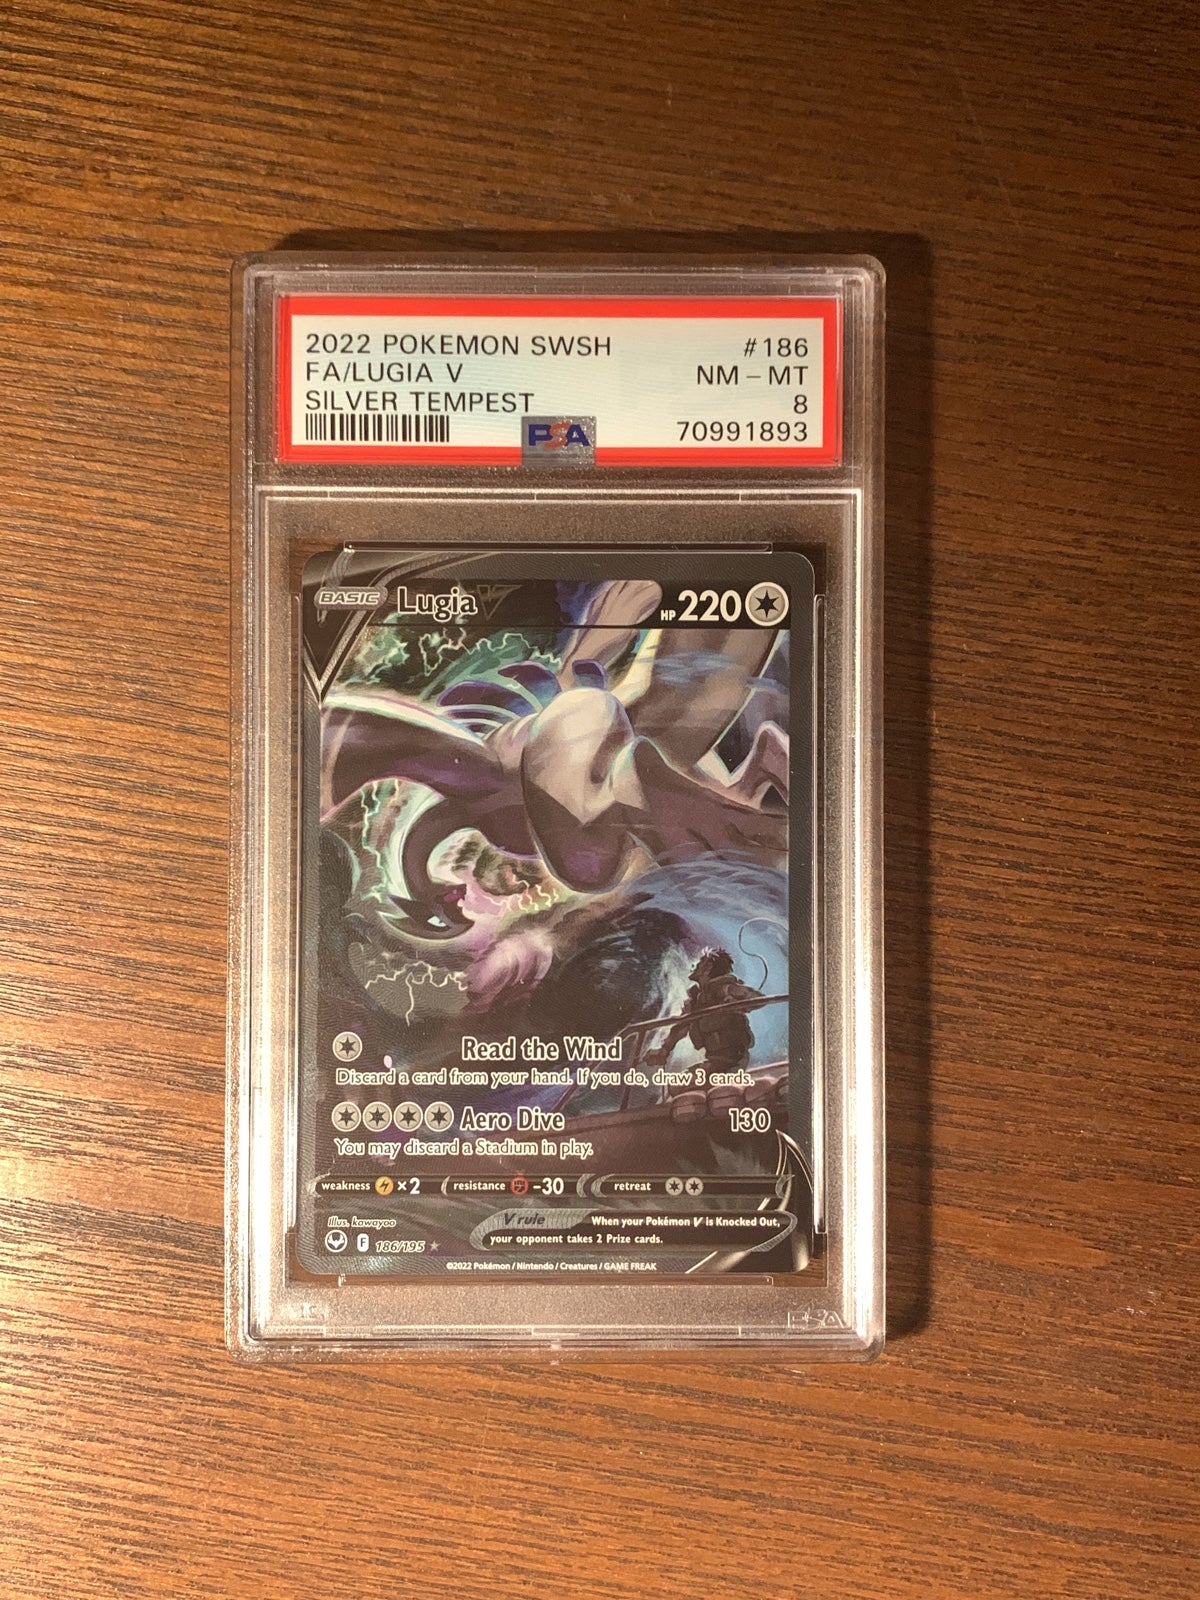 2022 POKEMON SWSH #186
FA/LUGIA V NM - MT
SILVER TEMPEST 8
PSA 70991893
BASIC Lugia V HP 220
Read the Wind
Discard a card from your hand. If you do, draw 3 cards.
Aero Dive 130
You may discard a Stadium in play.
weakness ×2 resistance -30 retreat
Illus. kawayoo
V rule When your Pokémon V is Knocked Out,
your opponent takes 2 Prize cards.
F 186/195 ★
©2022 Pokémon / Nintendo / Creatures / GAME FREAK
PSA